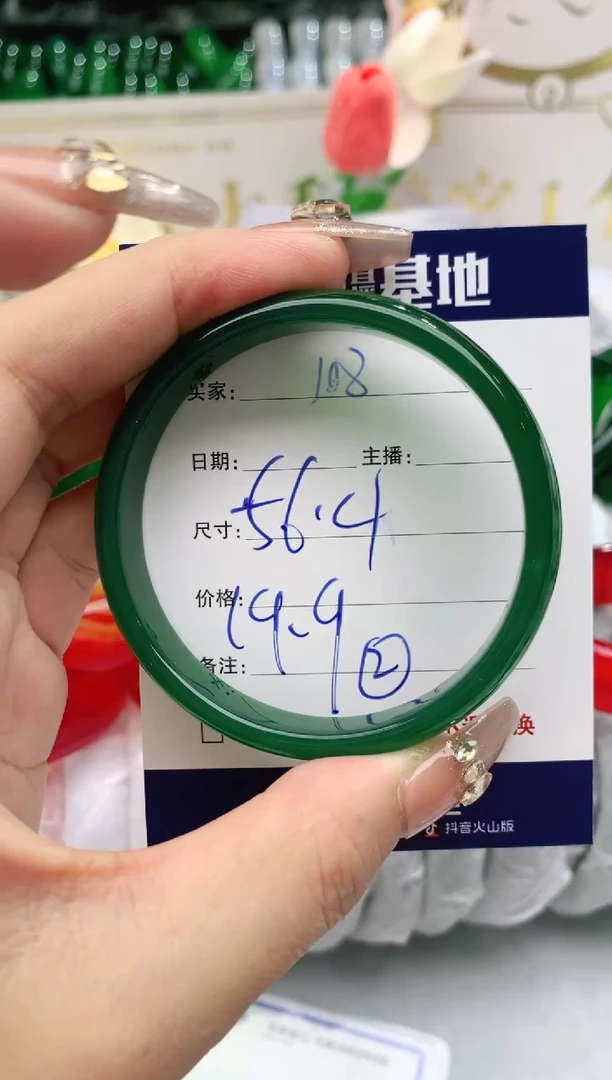 基地
买家: 108
日期: 主播:
尺寸: 56.4
价格: 19.9
备注: ②
换
抖音火山版